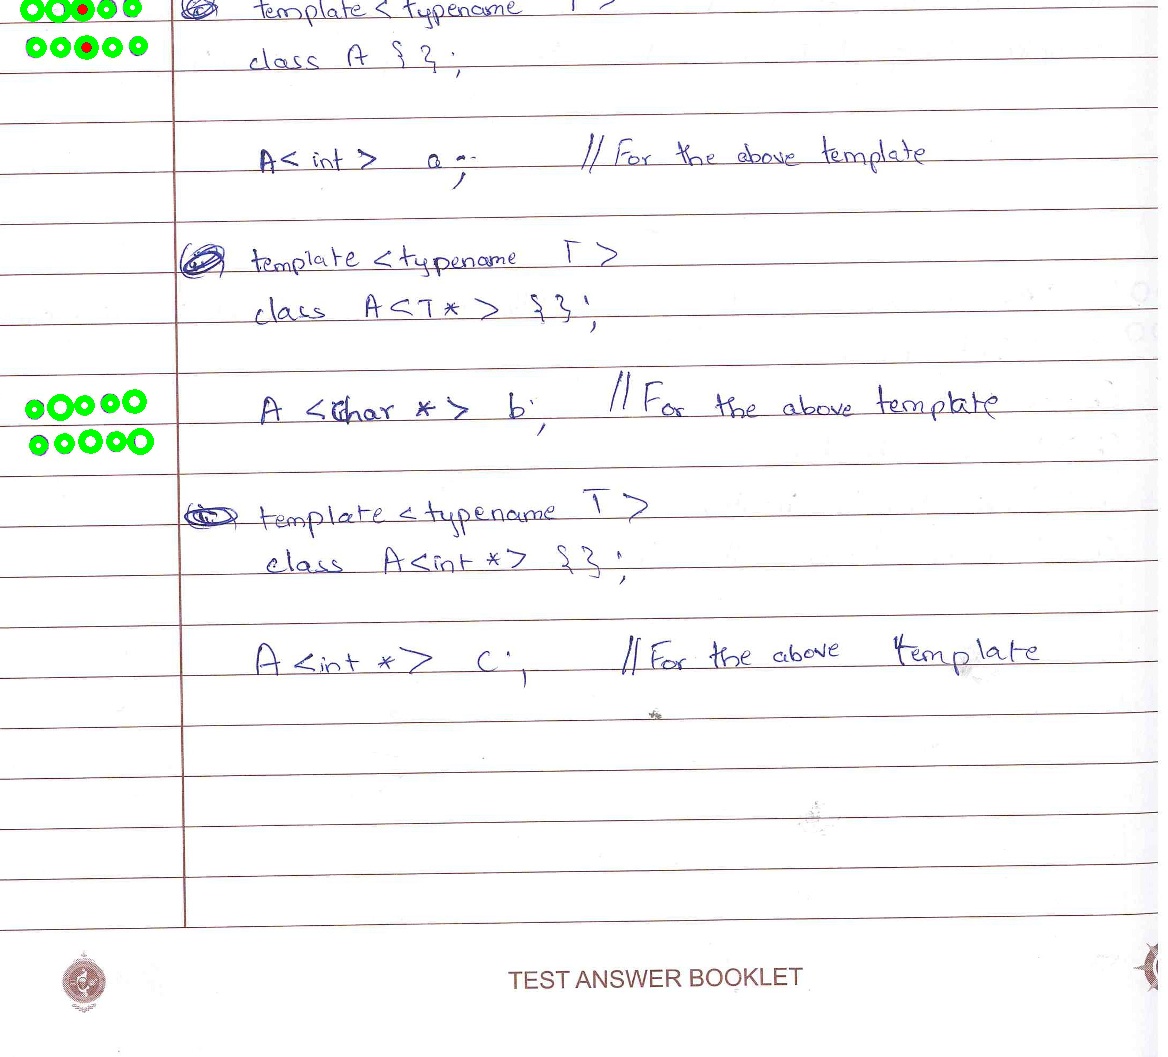 template < typename T >
class A { };
A< int > a ; // For the above template
template < typename T >
class A < T * > { };
A < char * > b; // For the above template
template < typename T >
class A < int * > { };
A < int * > c ; // For the above template
TEST ANSWER BOOKLET